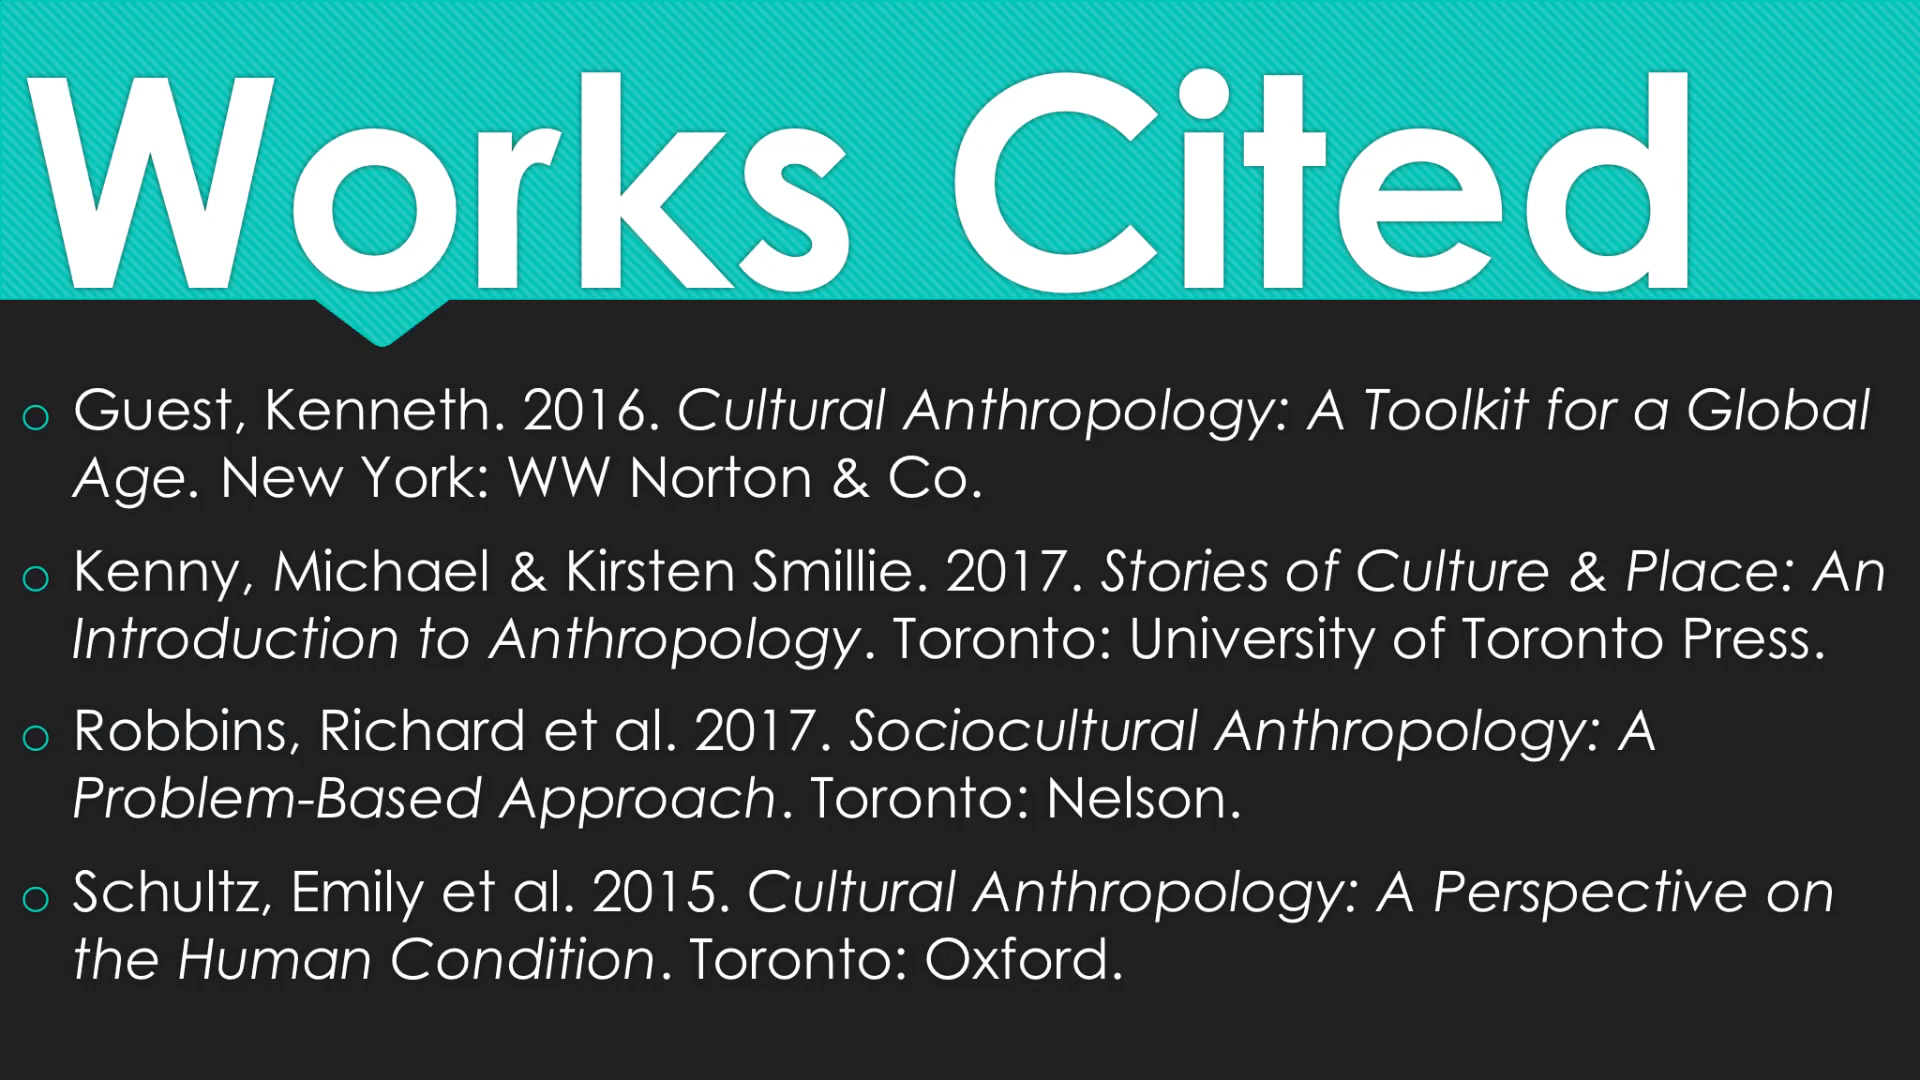 Works Cited
o Guest, Kenneth. 2016. Cultural Anthropology: A Toolkit for a Global
Age. New York: WW Norton & Co.
o Kenny, Michael & Kirsten Smillie. 2017. Stories of Culture & Place: An
Introduction to Anthropology. Toronto: University of Toronto Press.
o Robbins, Richard et al. 2017. Sociocultural Anthropology: A
Problem-Based Approach. Toronto: Nelson.
o Schultz, Emily et al. 2015. Cultural Anthropology: A Perspective on
the Human Condition. Toronto: Oxford.